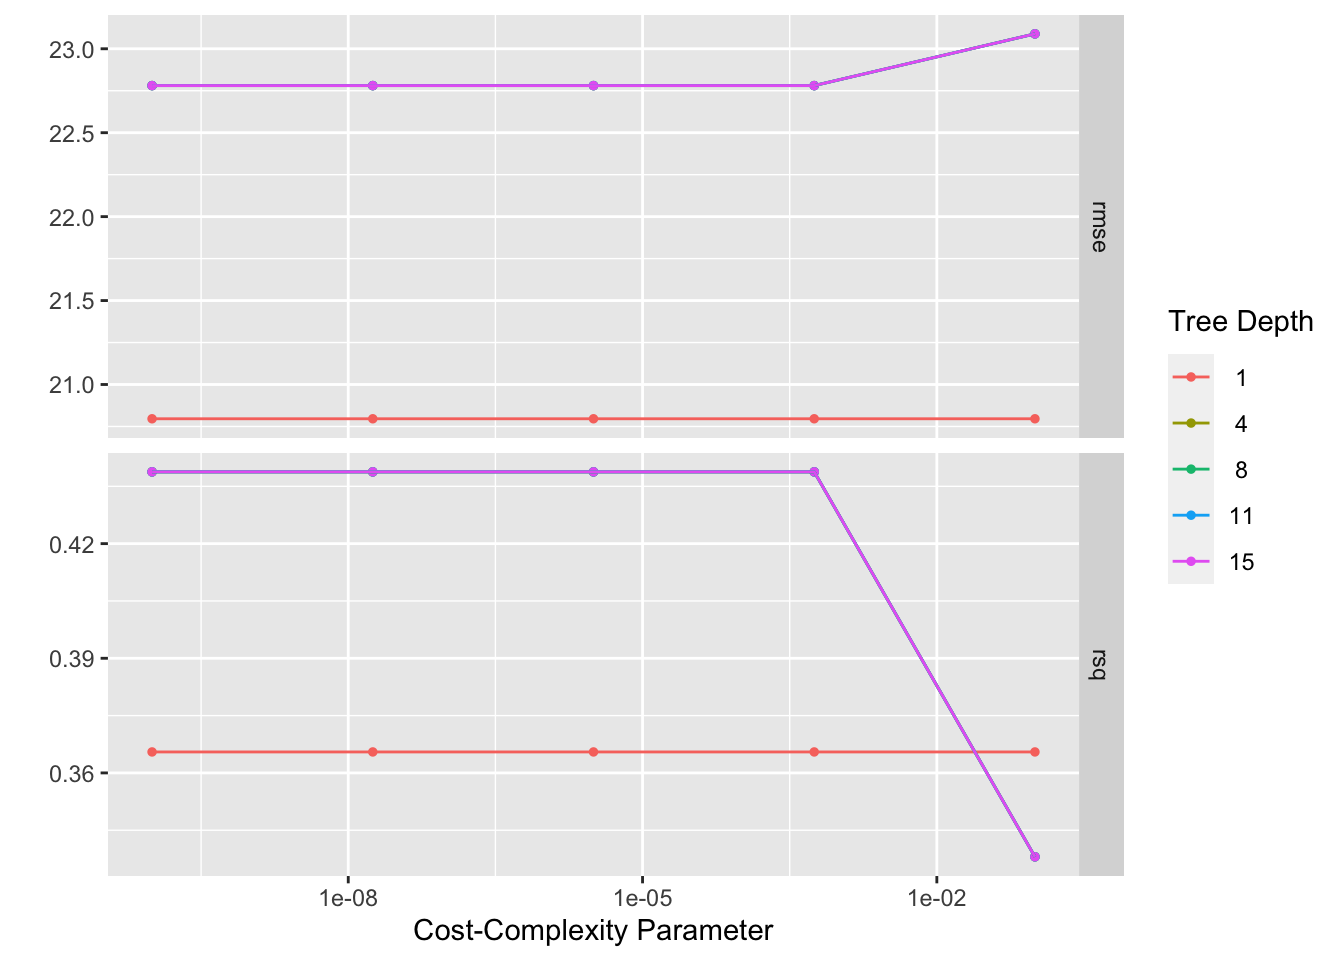 23.0
22.5
22.0
21.5
21.0
rmse
0.42
0.39
0.36
rsq
1e-08 1e-05 1e-02
Cost-Complexity Parameter
Tree Depth
1
4
8
11
15